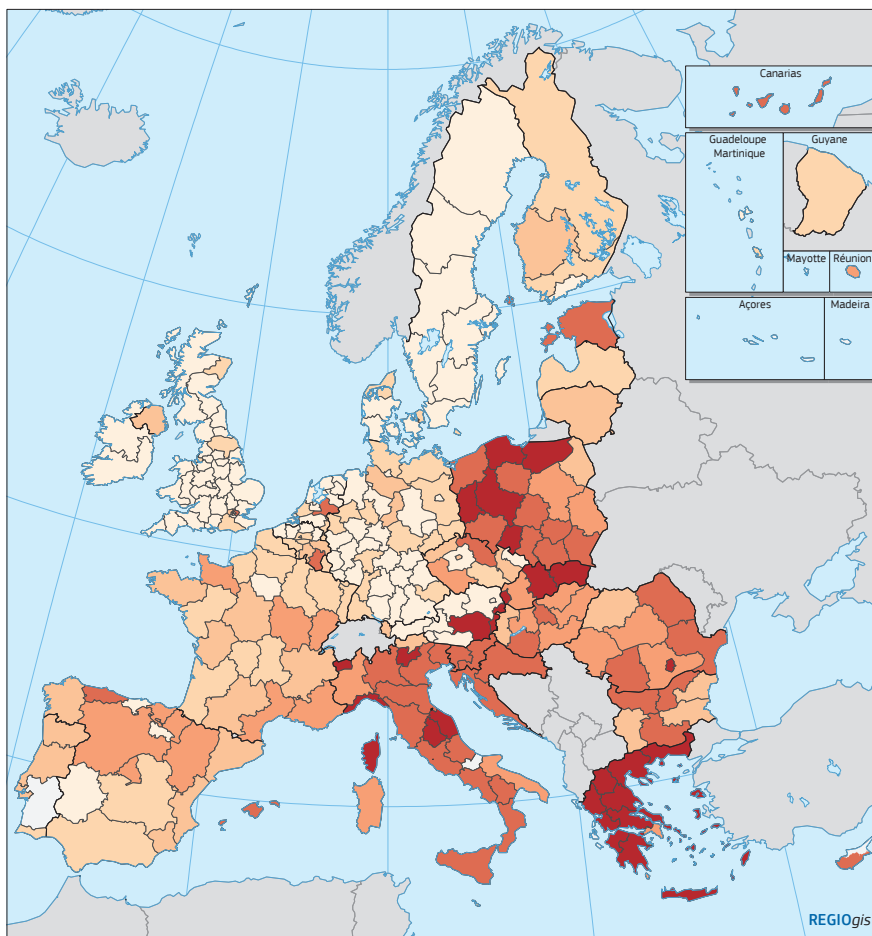 Canarias
Guadeloupe
Martinique
Guyane
Mayotte
Réunion
Açores
Madeira
REGIOgis